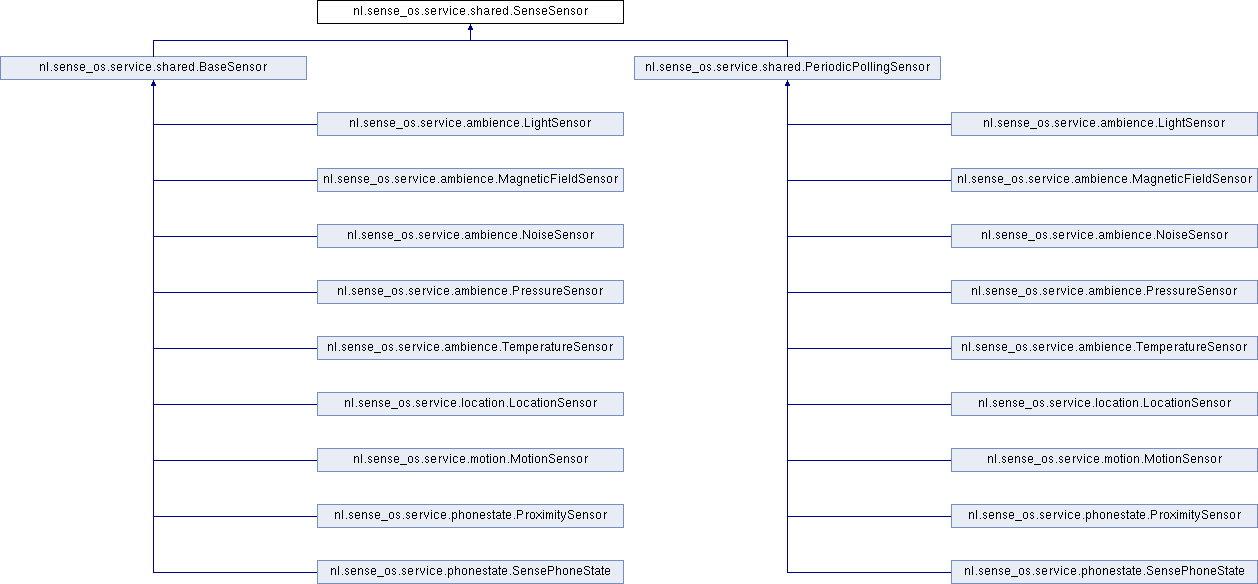 nl.sense_os.service.shared.SenseSensor
nl.sense_os.service.shared.BaseSensor
nl.sense_os.service.shared.PeriodicPollingSensor
nl.sense_os.service.ambience.LightSensor
nl.sense_os.service.ambience.LightSensor
nl.sense_os.service.ambience.MagneticFieldSensor
nl.sense_os.service.ambience.MagneticFieldSensor
nl.sense_os.service.ambience.NoiseSensor
nl.sense_os.service.ambience.NoiseSensor
nl.sense_os.service.ambience.PressureSensor
nl.sense_os.service.ambience.PressureSensor
nl.sense_os.service.ambience.TemperatureSensor
nl.sense_os.service.ambience.TemperatureSensor
nl.sense_os.service.location.LocationSensor
nl.sense_os.service.location.LocationSensor
nl.sense_os.service.motion.MotionSensor
nl.sense_os.service.motion.MotionSensor
nl.sense_os.service.phonestate.ProximitySensor
nl.sense_os.service.phonestate.ProximitySensor
nl.sense_os.service.phonestate.SensePhoneState
nl.sense_os.service.phonestate.SensePhoneState